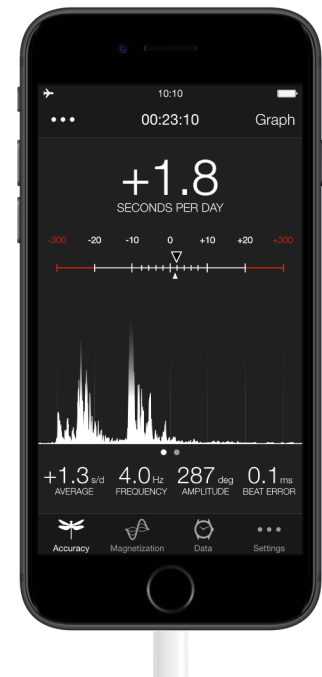 10:10
••• 00:23:10 Graph
+1.8
SECONDS PER DAY
-300 -20 -10 0 +10 +20 +300
+1.3 s/d 4.0 Hz 287 deg 0.1 ms
AVERAGE FREQUENCY AMPLITUDE BEAT ERROR
Accuracy Magnetization Data Settings